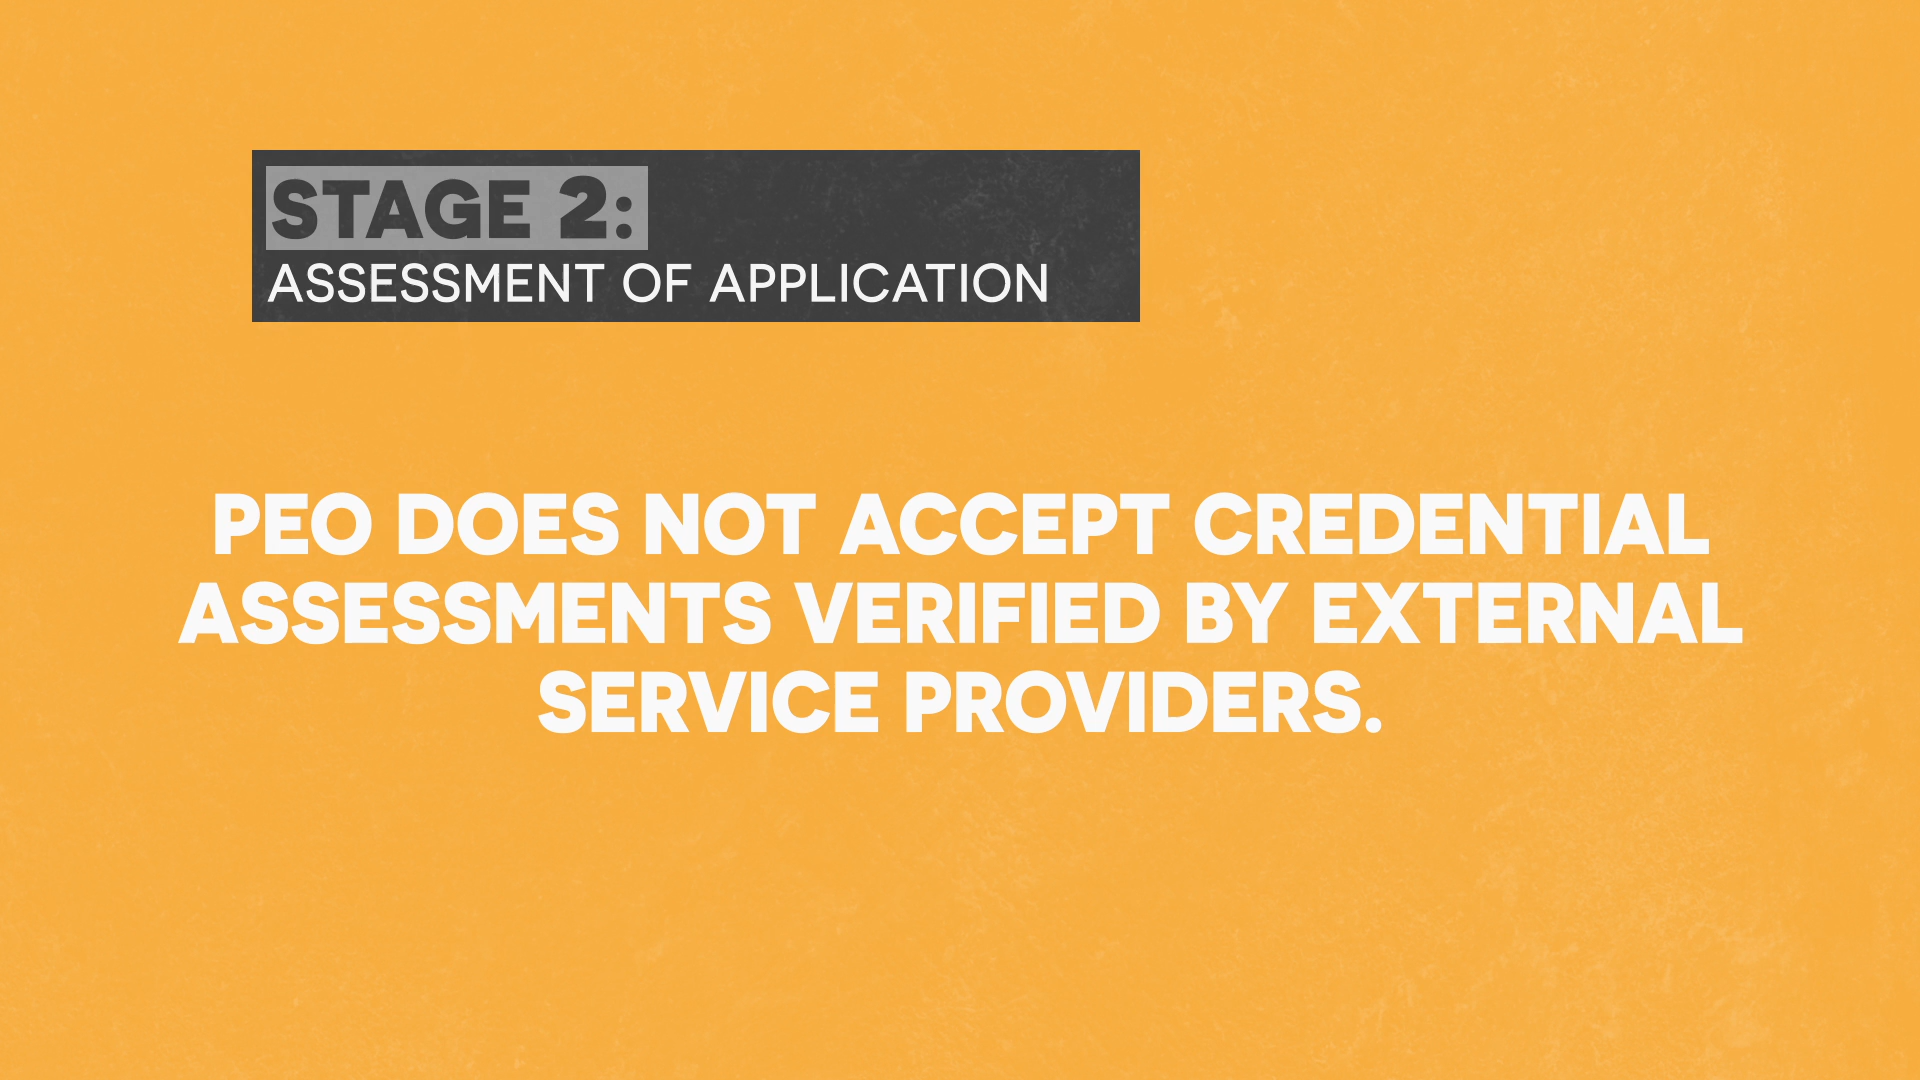 STAGE 2:
ASSESSMENT OF APPLICATION
PEO DOES NOT ACCEPT CREDENTIAL
ASSESSMENTS VERIFIED BY EXTERNAL
SERVICE PROVIDERS.